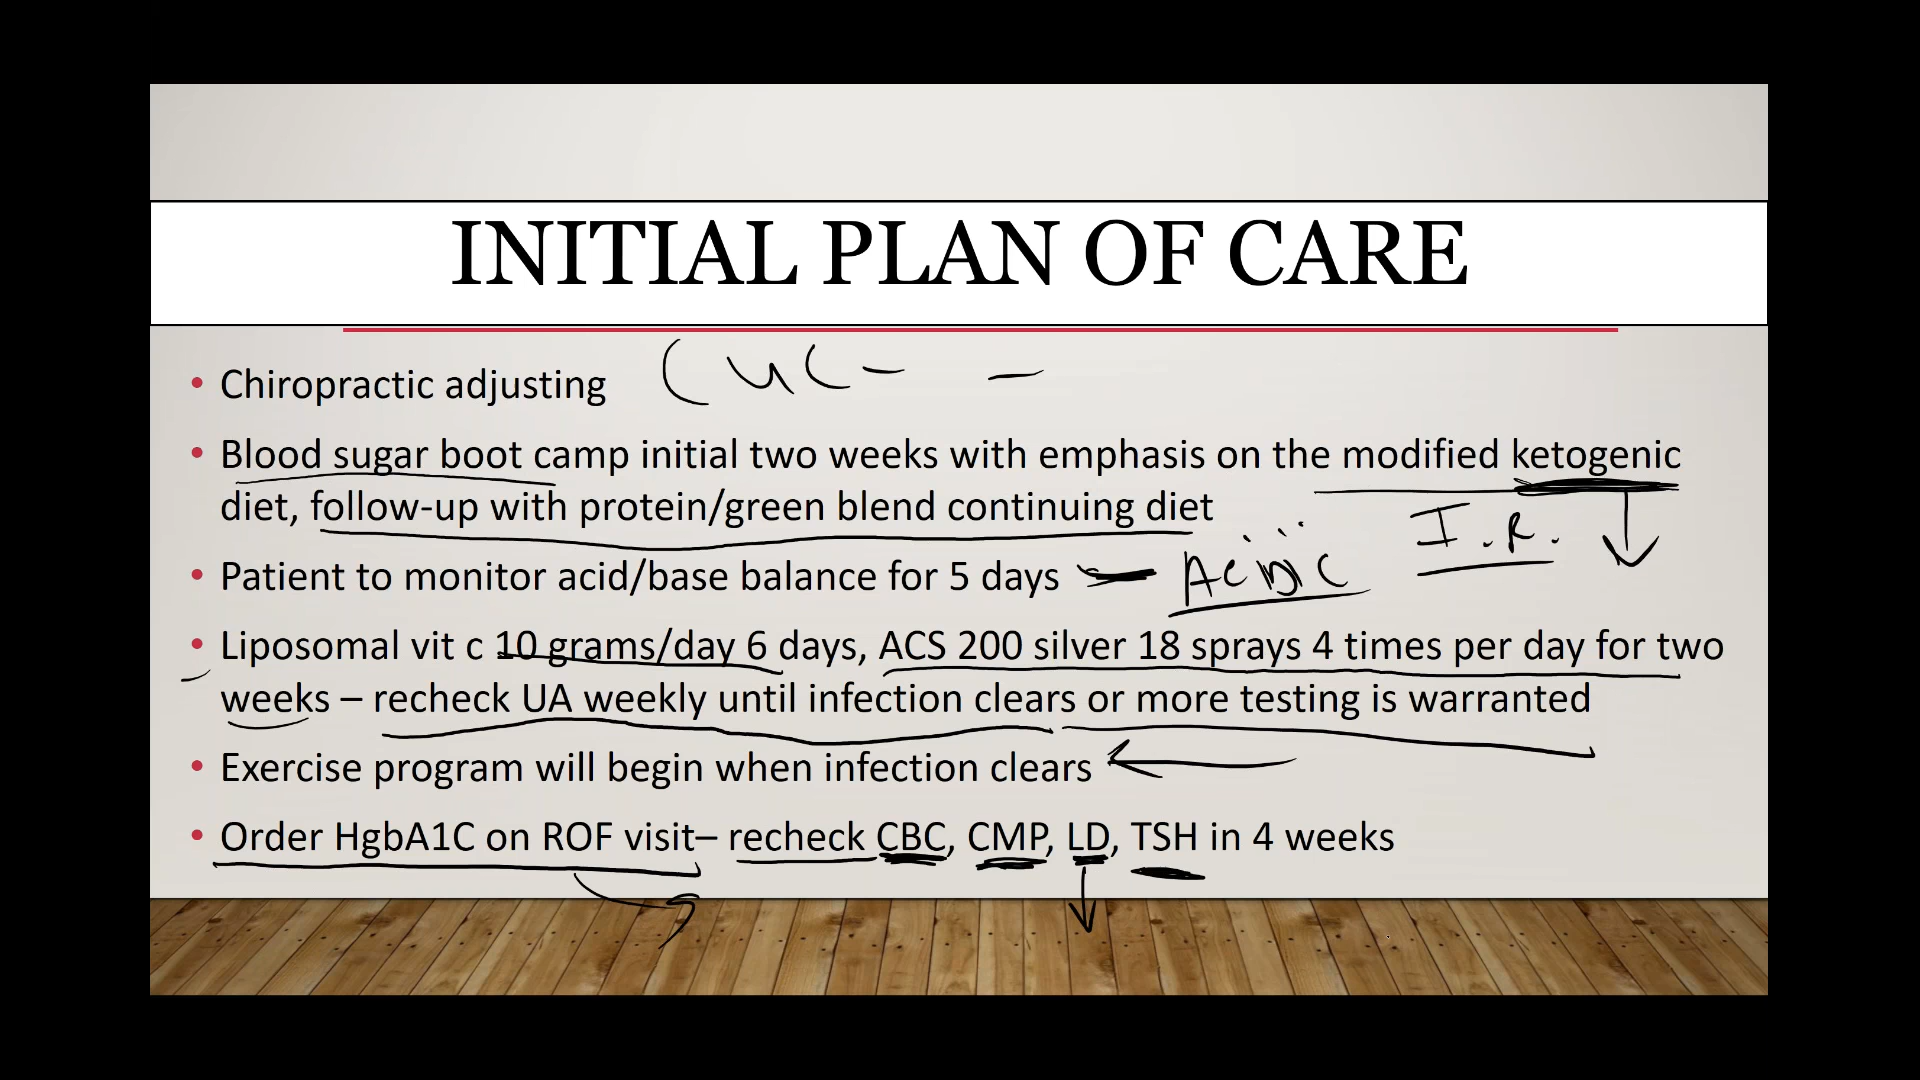 INITIAL PLAN OF CARE
• Chiropractic adjusting
• Blood sugar boot camp initial two weeks with emphasis on the modified ketogenic
diet, follow-up with protein/green blend continuing diet
I.R.
• Patient to monitor acid/base balance for 5 days – Acidic
• Liposomal vit c 10 grams/day 6 days, ACS 200 silver 18 sprays 4 times per day for two
weeks – recheck UA weekly until infection clears or more testing is warranted
• Exercise program will begin when infection clears
• Order HgbA1C on ROF visit– recheck CBC, CMP, LD, TSH in 4 weeks